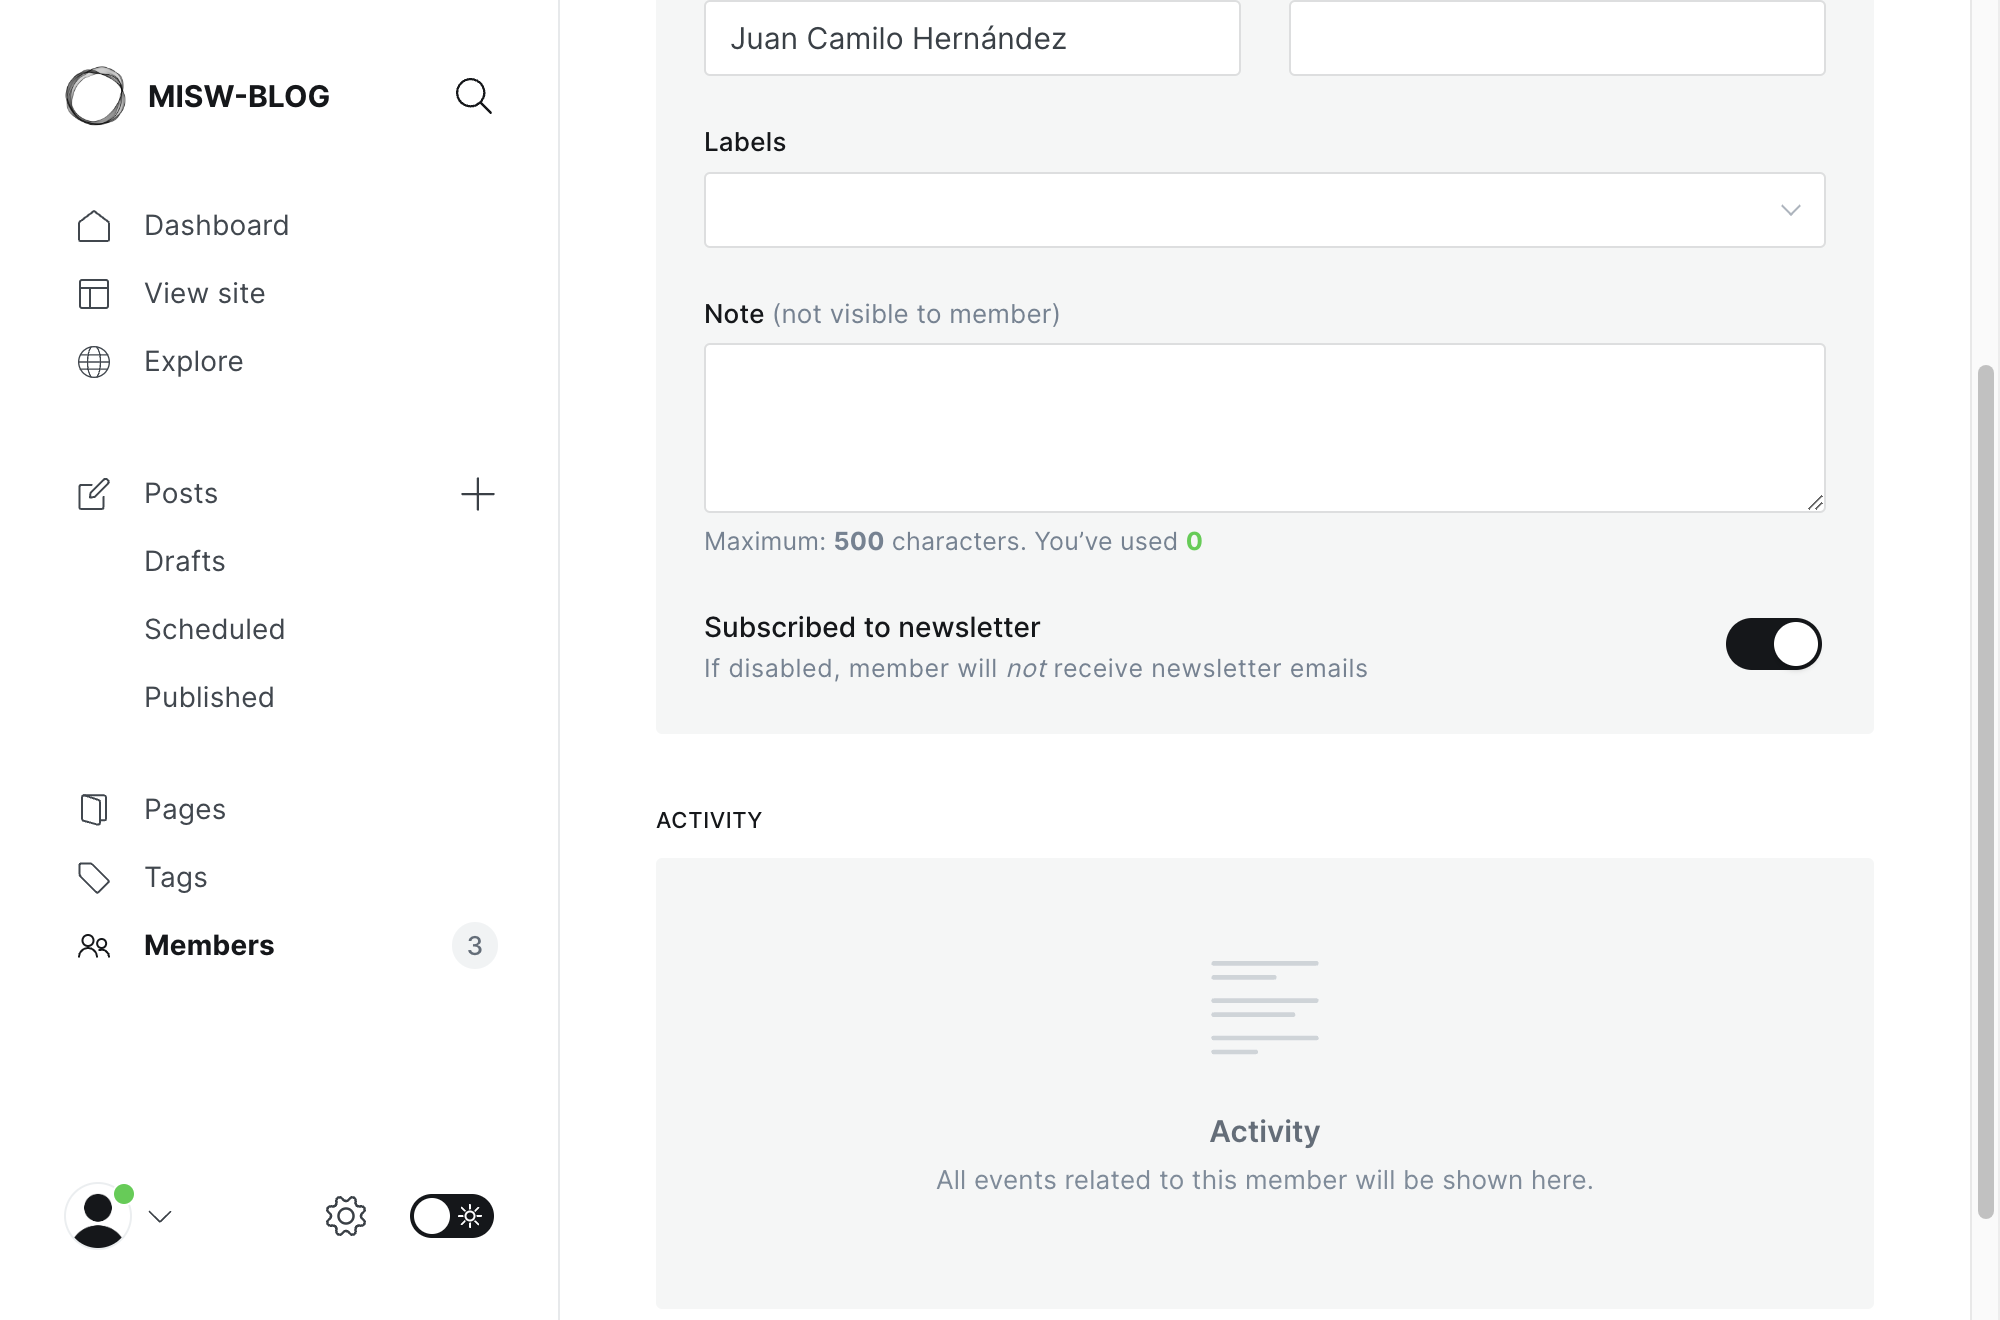 MISW-BLOG
Dashboard
View site
Explore
Posts
Drafts
Scheduled
Published
Pages
Tags
Members
3
Juan Camilo Hernández
Labels
Note (not visible to member)
Maximum: 500 characters. You’ve used 0
Subscribed to newsletter
If disabled, member will not receive newsletter emails
ACTIVITY
Activity
All events related to this member will be shown here.